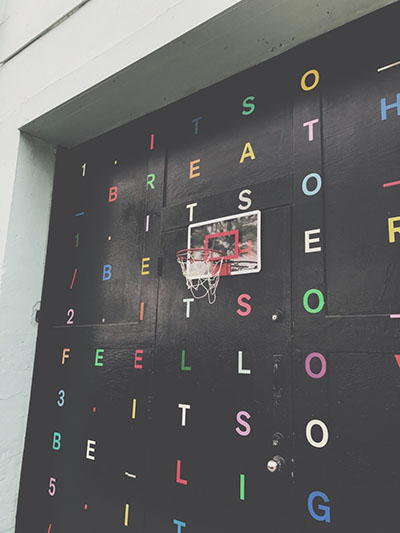 1 . I T S O _
_ B R E A T H
1 . I T S O _
/ B E E R
2 . I T S O _
F E E L L O V
3 . I T S O
B E _ L I G
5 . I T